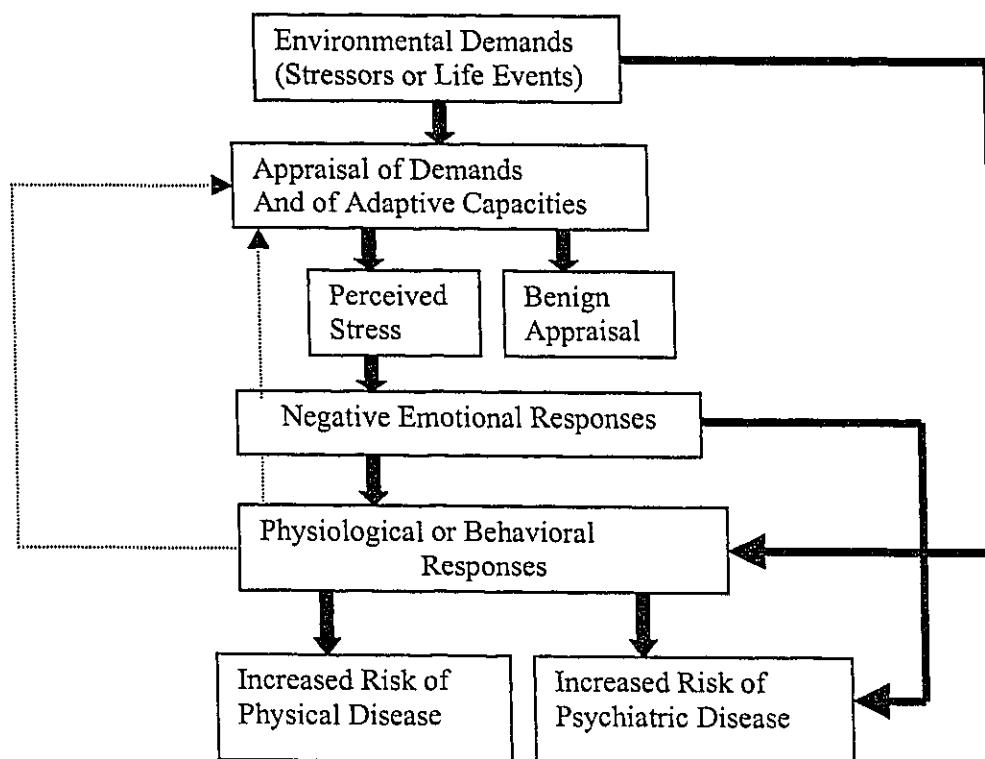 Environmental Demands
(Stressors or Life Events)
Appraisal of Demands
And of Adaptive Capacities
Perceived
Stress
Benign
Appraisal
Negative Emotional Responses
Physiological or Behavioral
Responses
Increased Risk of
Physical Disease
Increased Risk of
Psychiatric Disease